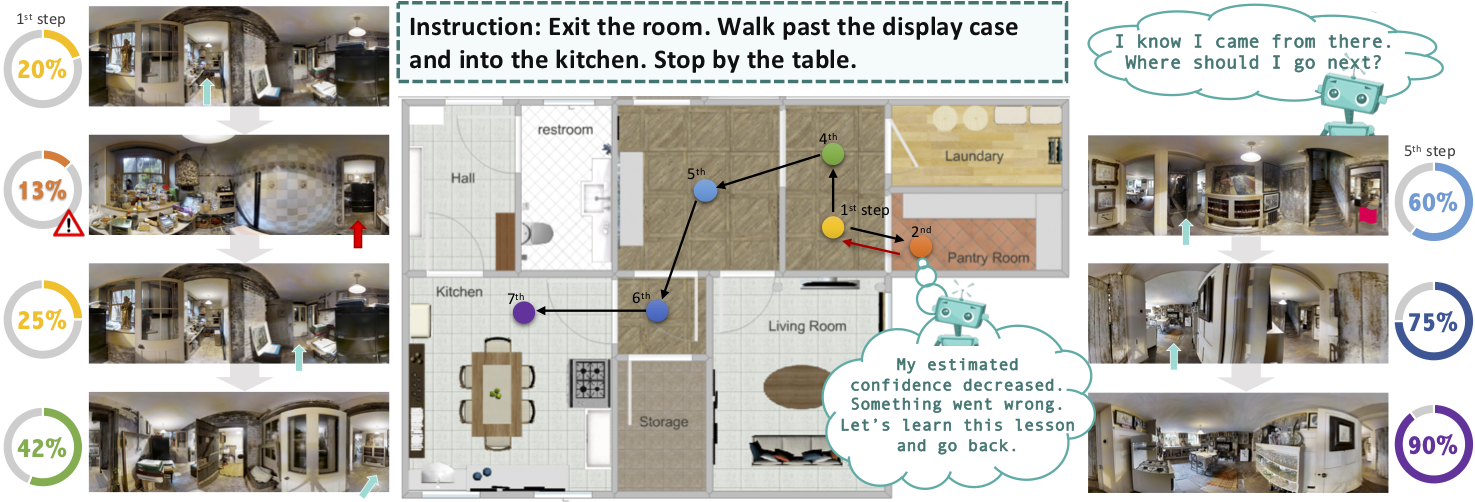 1st step
20%
13%
25%
42%
Instruction: Exit the room. Walk past the display case
and into the kitchen. Stop by the table.
Hall
restroom
Laundary
Pantry Room
Kitchen
Living Room
Storage
1st step
2nd
4th
5th
6th
7th
My estimated
confidence decreased.
Something went wrong.
Let's learn this lesson
and go back.
I know I came from there.
Where should I go next?
5th step
60%
75%
90%